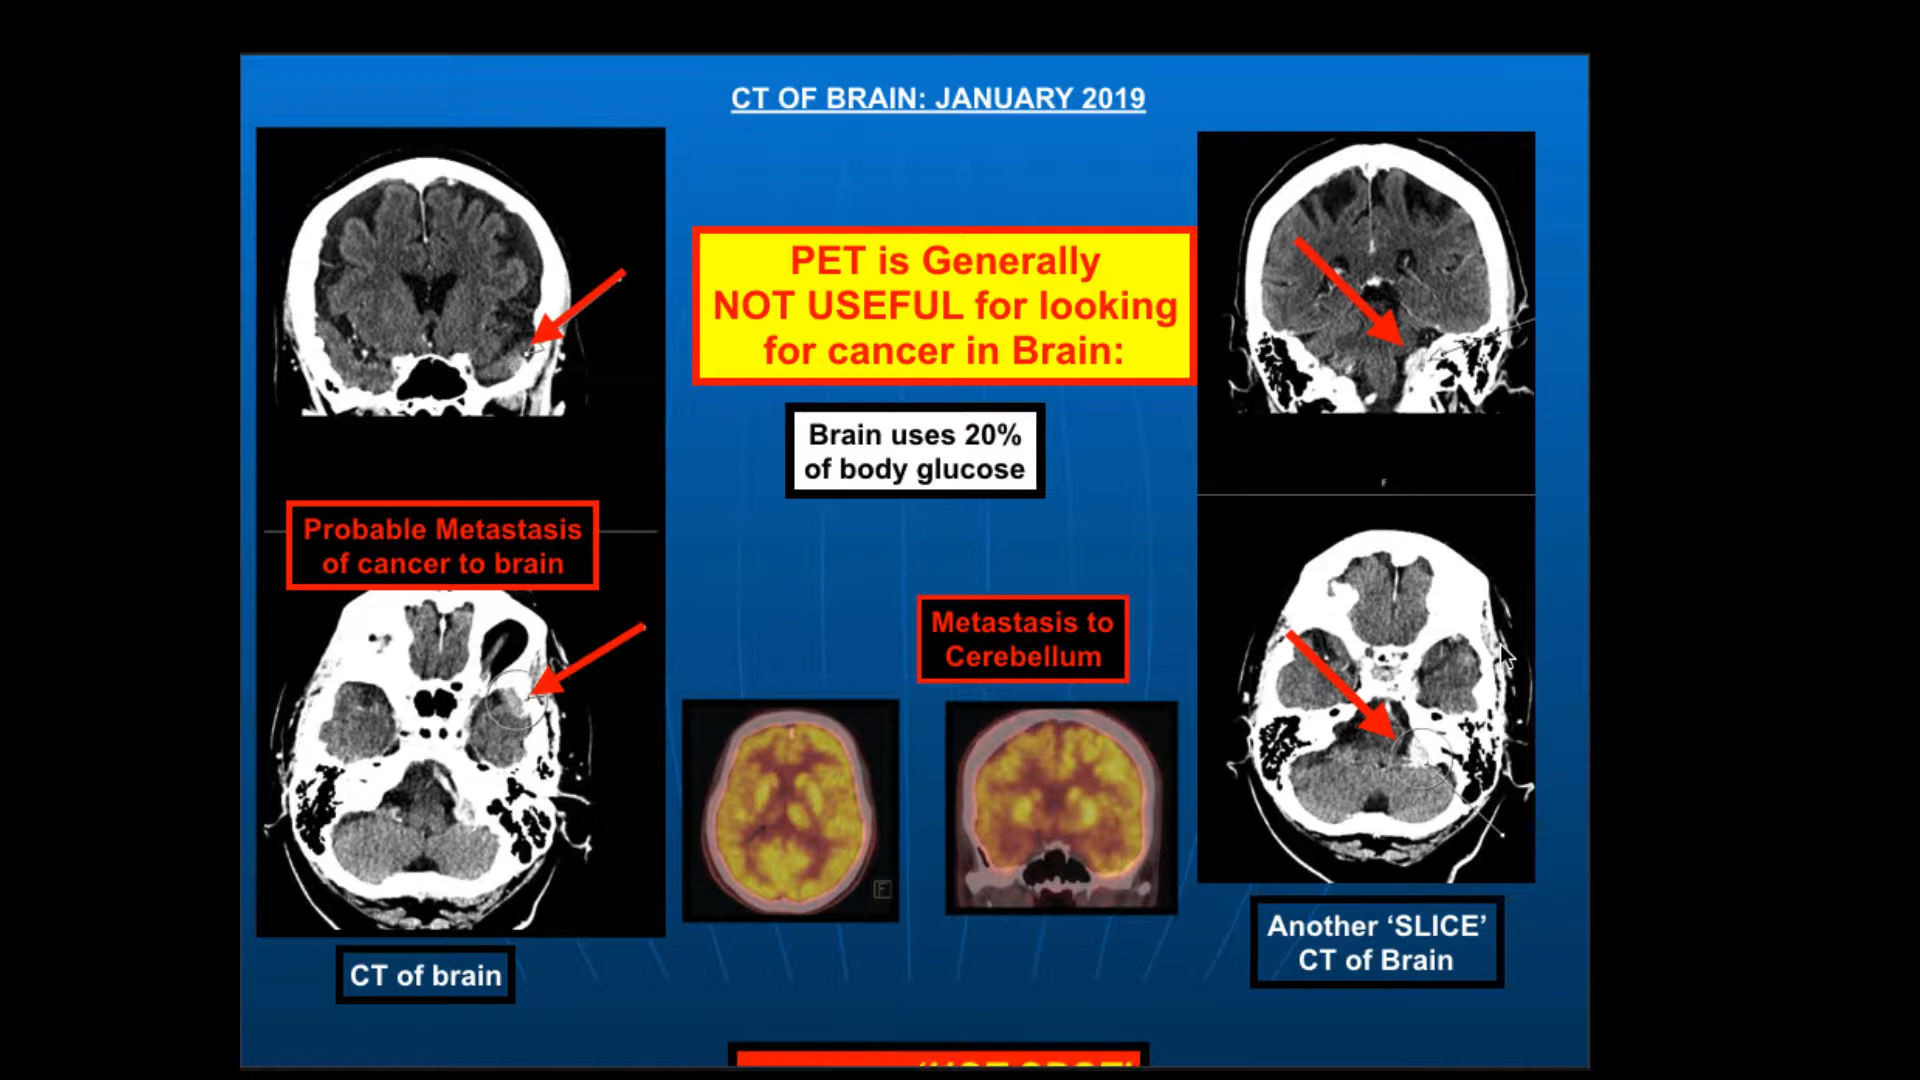 CT OF BRAIN: JANUARY 2019
PET is Generally
NOT USEFUL for looking
for cancer in Brain:
Brain uses 20%
of body glucose
F
Probable Metastasis
of cancer to brain
Metastasis to
Cerebellum
F
Another ‘SLICE’
CT of Brain
CT of brain